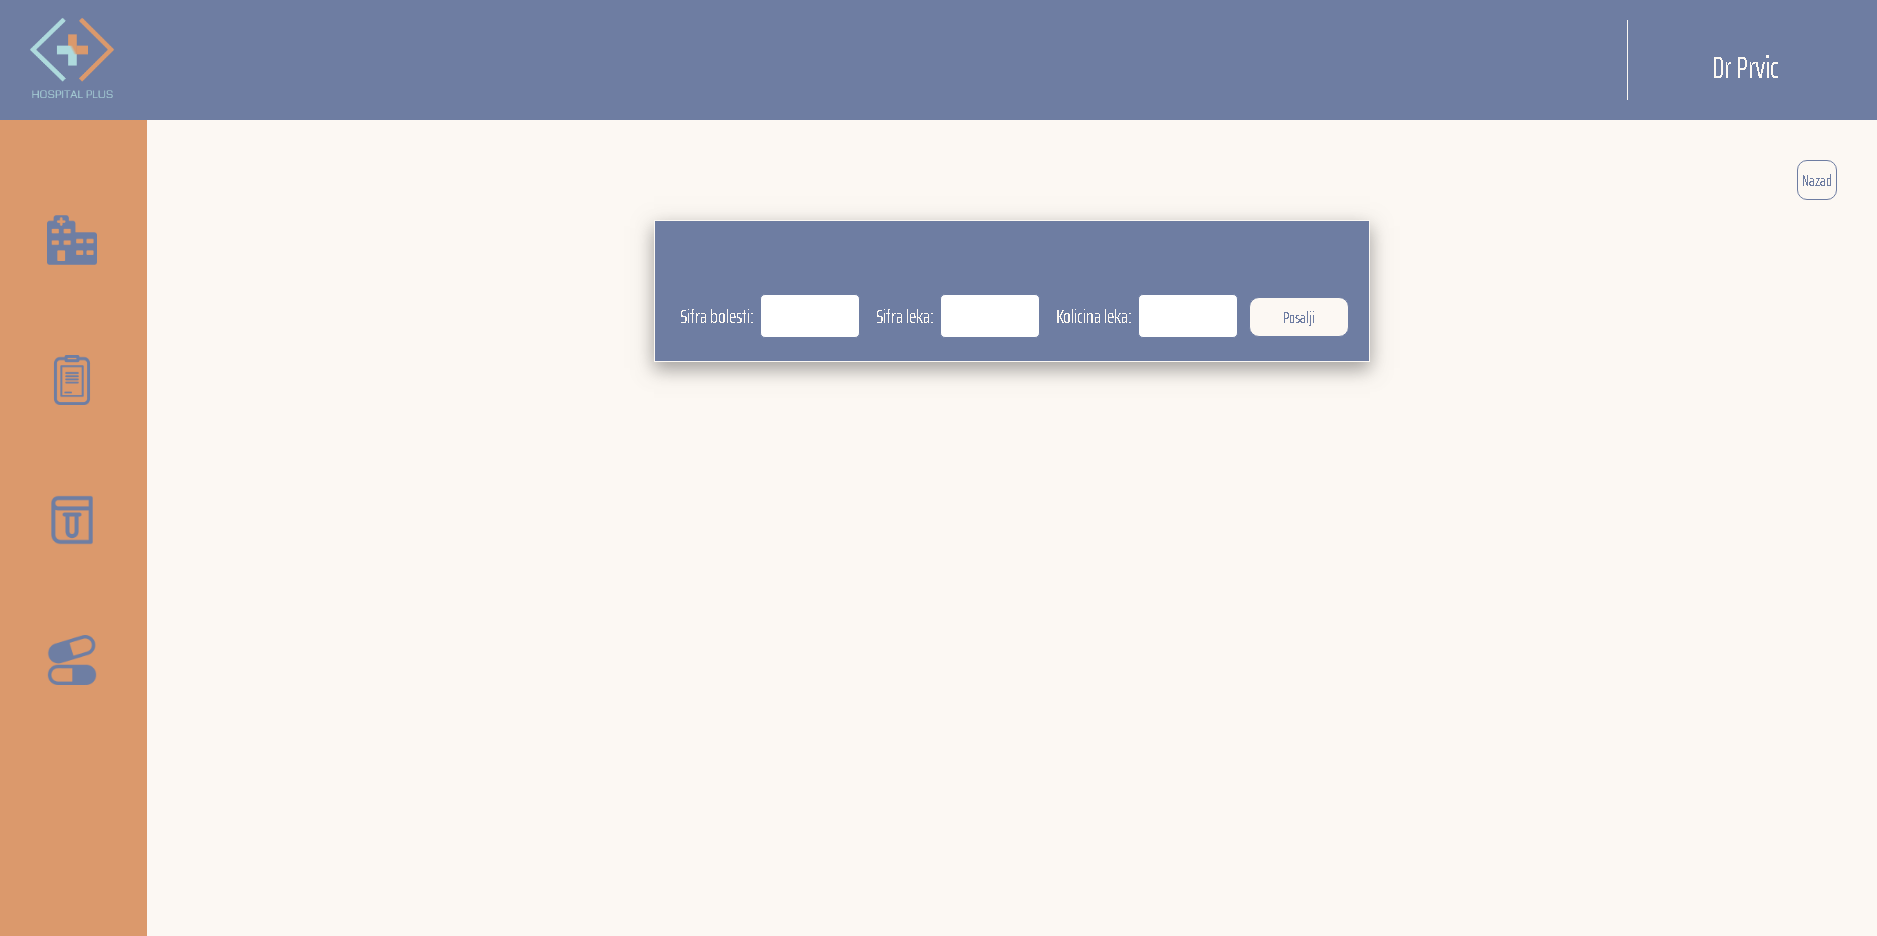 HOSPITAL PLUS
Dr Prvic
Nazad
Sifra bolesti: Sifra leka: Kolicina leka: Posalji